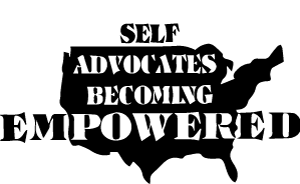 SELF
ADVOCATES
BECOMING
EMPOWERED